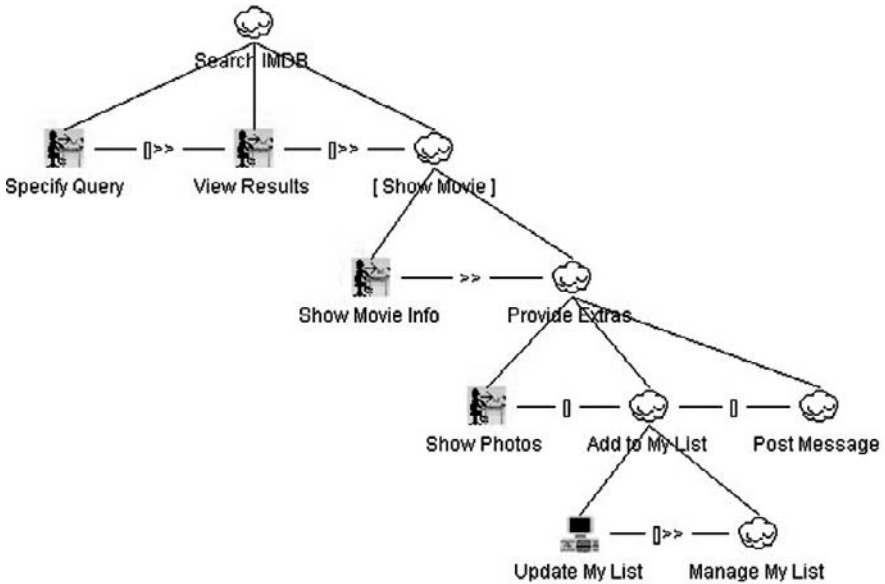 Search IMDB
[]>> []>>
Specify Query View Results [ Show Movie ]
>>
Show Movie Info Provide Extras
[] []
Show Photos Add to My List Post Message
[]>>
Update My List Manage My List